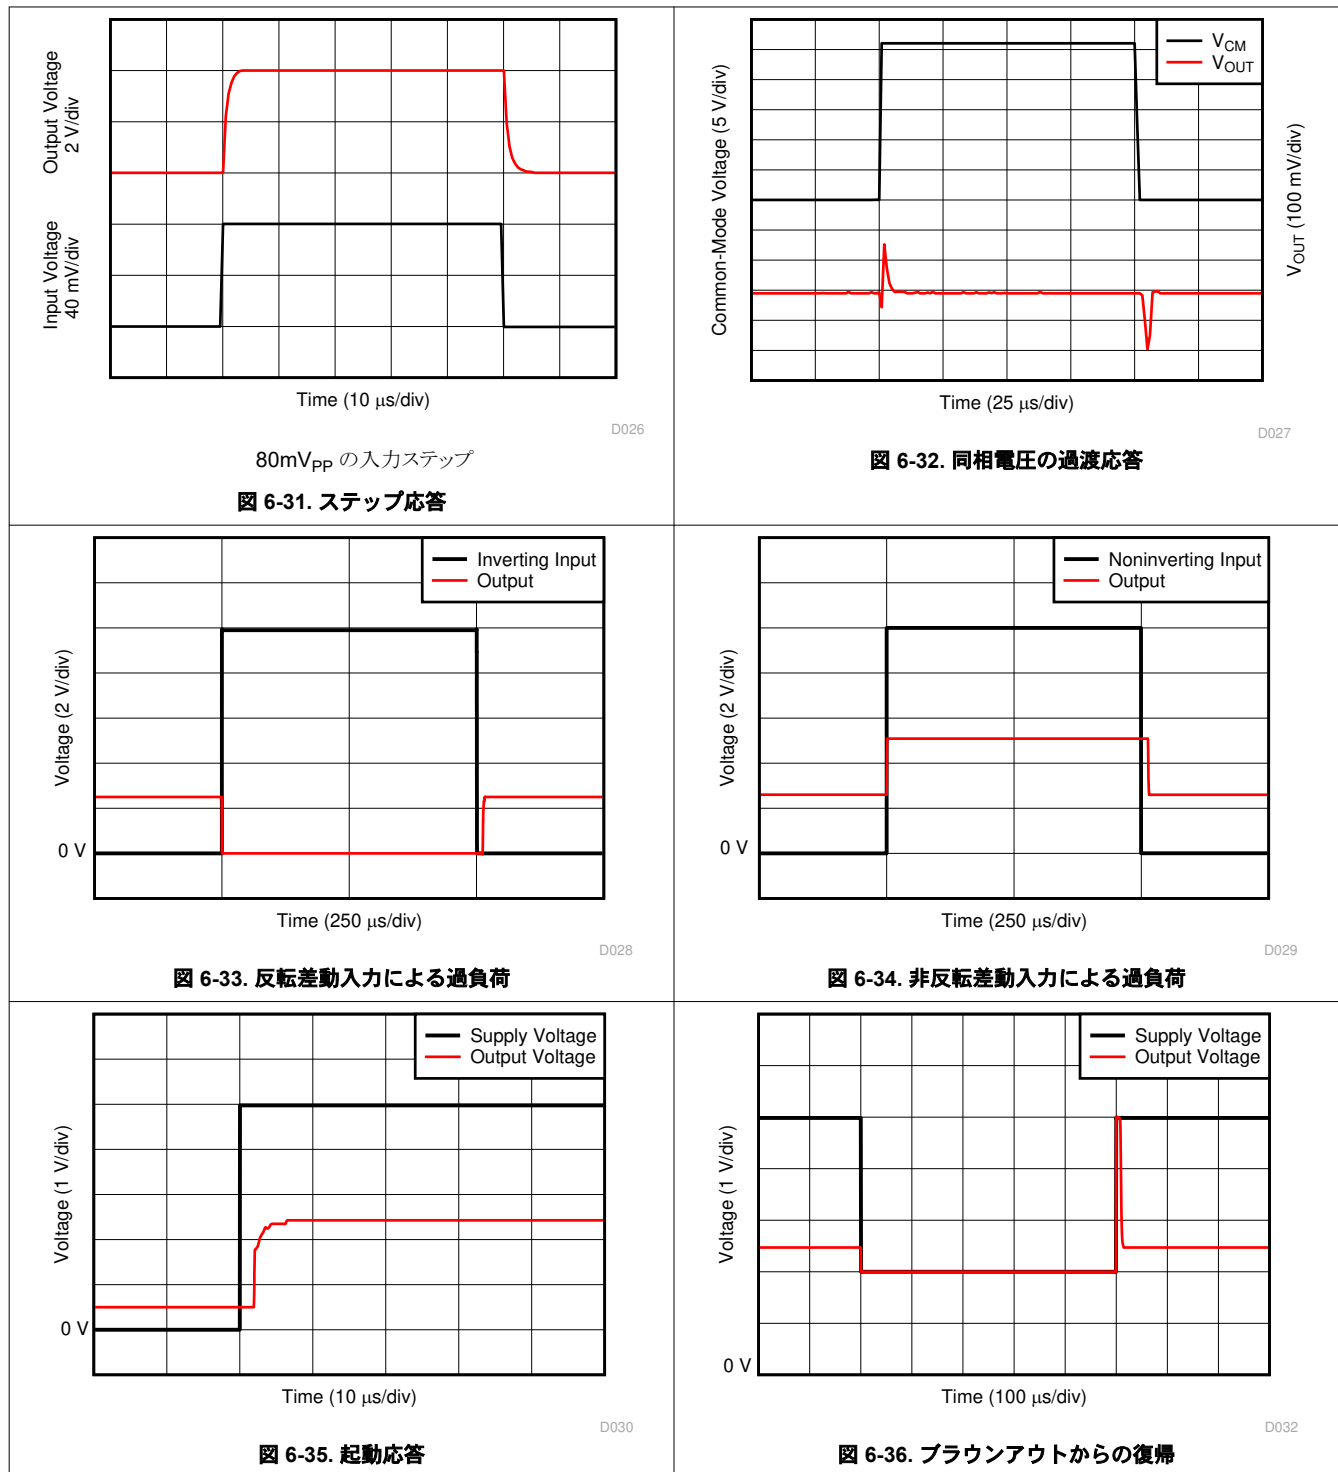 Output Voltage
2 V/div
Input Voltage
40 mV/div
Time (10 μs/div)
D026
80mVPP の入力ステップ
図 6-31. ステップ応答
VCM
VOUT
Common-Mode Voltage (5 V/div)
VOUT (100 mV/div)
Time (25 μs/div)
D027
図 6-32. 同相電圧の過渡応答
Inverting Input
Output
Voltage (2 V/div)
0 V
Time (250 μs/div)
D028
図 6-33. 反転差動入力による過負荷
Noninverting Input
Output
Voltage (2 V/div)
0 V
Time (250 μs/div)
D029
図 6-34. 非反転差動入力による過負荷
Supply Voltage
Output Voltage
Voltage (1 V/div)
0 V
Time (10 μs/div)
D030
図 6-35. 起動応答
Supply Voltage
Output Voltage
Voltage (1 V/div)
0 V
Time (100 μs/div)
D032
図 6-36. ブラウンアウトからの復帰